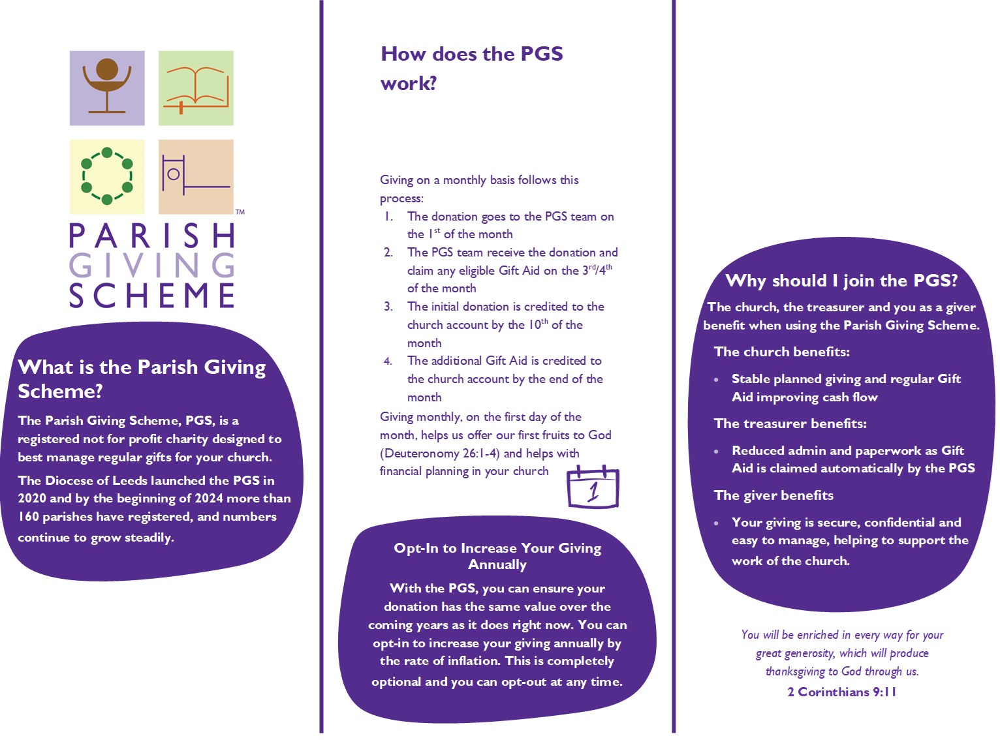 TM
PARISH
GIVING
SCHEME
What is the Parish Giving
Scheme?
The Parish Giving Scheme, PGS, is a
registered not for profit charity designed to
best manage regular gifts for your church.
The Diocese of Leeds launched the PGS in
2020 and by the beginning of 2024 more than
160 parishes have registered, and numbers
continue to grow steadily.
How does the PGS
work?
Giving on a monthly basis follows this
process:
1. The donation goes to the PGS team on
the 1st of the month
2. The PGS team receive the donation and
claim any eligible Gift Aid on the 3rd/4th
of the month
3. The initial donation is credited to the
church account by the 10th of the
month
4. The additional Gift Aid is credited to
the church account by the end of the
month
Giving monthly, on the first day of the
month, helps us offer our first fruits to God
(Deuteronomy 26:1-4) and helps with
financial planning in your church
1
Opt-In to Increase Your Giving
Annually
With the PGS, you can ensure your
donation has the same value over the
coming years as it does right now. You can
opt-in to increase your giving annually by
the rate of inflation. This is completely
optional and you can opt-out at any time.
Why should I join the PGS?
The church, the treasurer and you as a giver
benefit when using the Parish Giving Scheme.
The church benefits:
• Stable planned giving and regular Gift
Aid improving cash flow
The treasurer benefits:
• Reduced admin and paperwork as Gift
Aid is claimed automatically by the PGS
The giver benefits
• Your giving is secure, confidential and
easy to manage, helping to support the
work of the church.
You will be enriched in every way for your
great generosity, which will produce
thanksgiving to God through us.
2 Corinthians 9:11